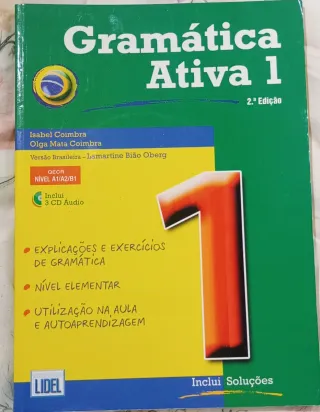 Gramática
Ativa 1
2.ª Edição
Isabel Coimbra
Olga Mata Coimbra
Versão Brasileira - Lamartine Bião Oberg
QECR
NÍVEL A1/A2/B1
Inclui
3 CD Áudio
1
• EXPLICAÇÕES E EXERCÍCIOS
DE GRAMÁTICA
• NÍVEL ELEMENTAR
• UTILIZAÇÃO NA AULA
E AUTOAPRENDIZAGEM
LIDEL
Inclui Soluções